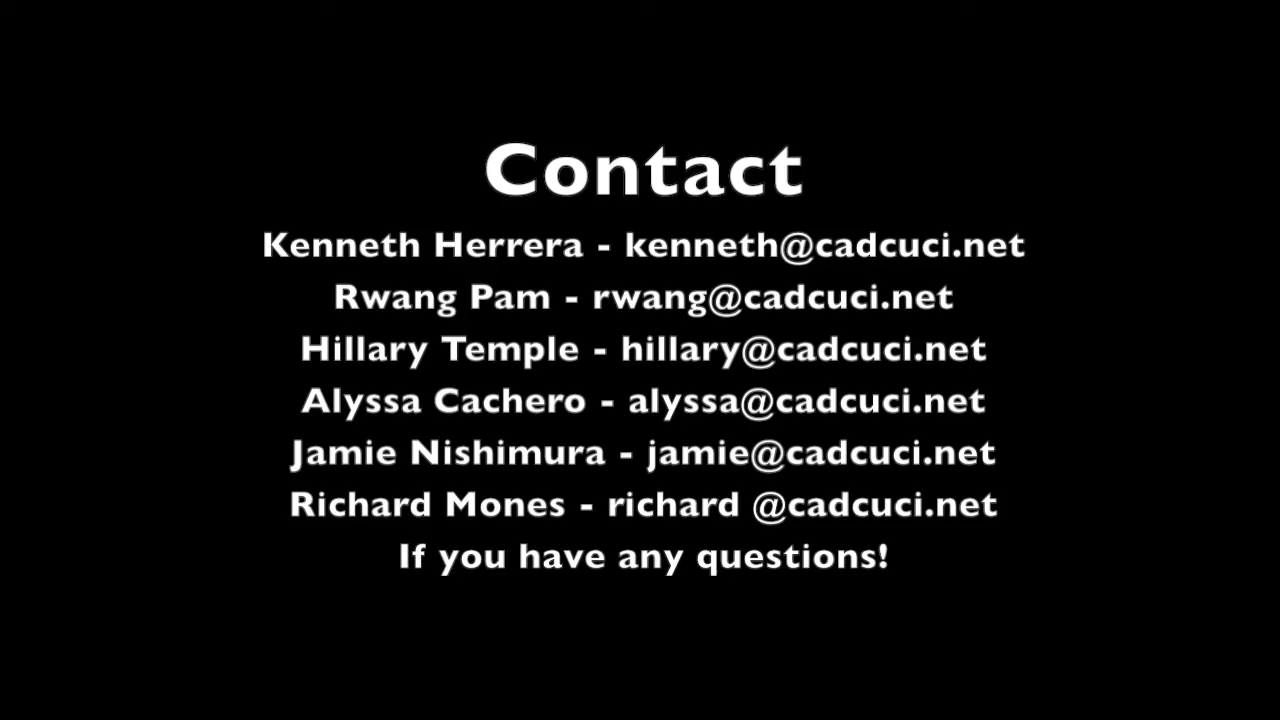 Contact
Kenneth Herrera - kenneth@cadcuci.net
Rwang Pam - rwang@cadcuci.net
Hillary Temple - hillary@cadcuci.net
Alyssa Cachero - alyssa@cadcuci.net
Jamie Nishimura - jamie@cadcuci.net
Richard Mones - richard @cadcuci.net
If you have any questions!